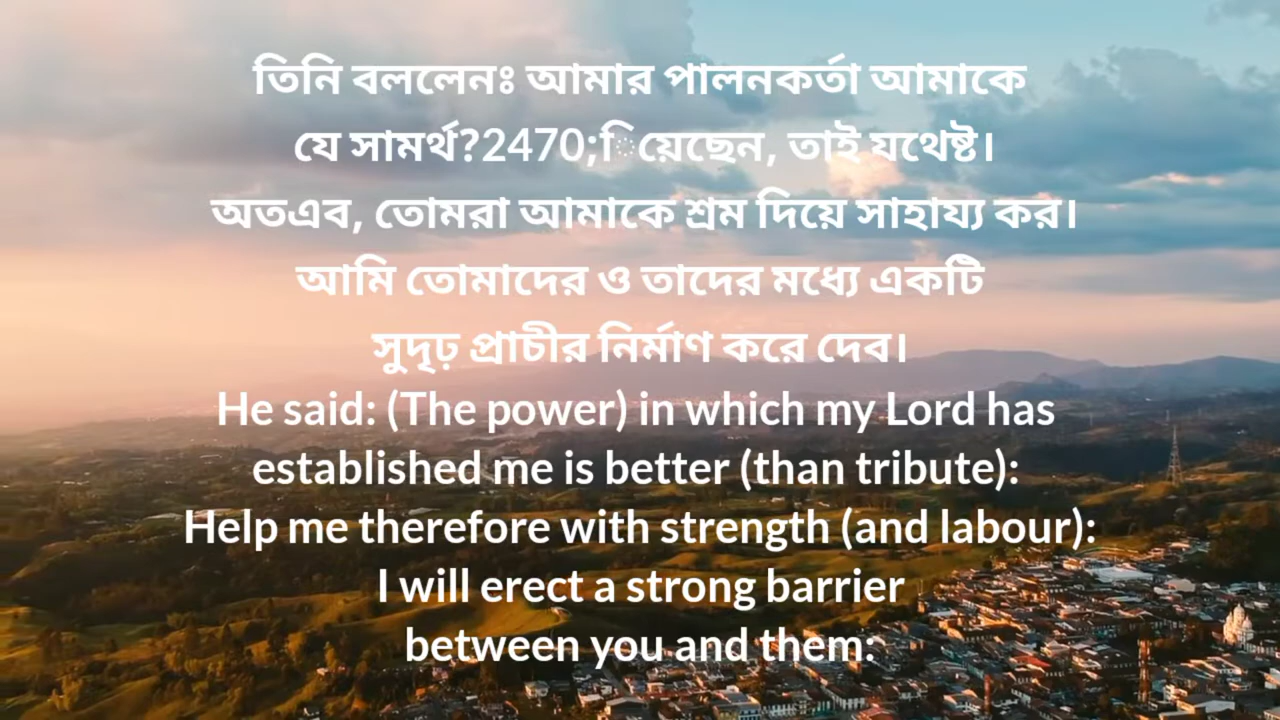 তিনি বললেনঃ আমার পালনকর্তা আমাকে
যে সামর্থ?2470;িয়েছেন, তাই যথেষ্ট।
অতএব, তোমরা আমাকে শ্রম দিয়ে সাহায্য কর।
আমি তোমাদের ও তাদের মধ্যে একটি
সুদৃঢ় প্রাচীর নির্মাণ করে দেব।
He said: (The power) in which my Lord has
established me is better (than tribute):
Help me therefore with strength (and labour):
I will erect a strong barrier
between you and them: